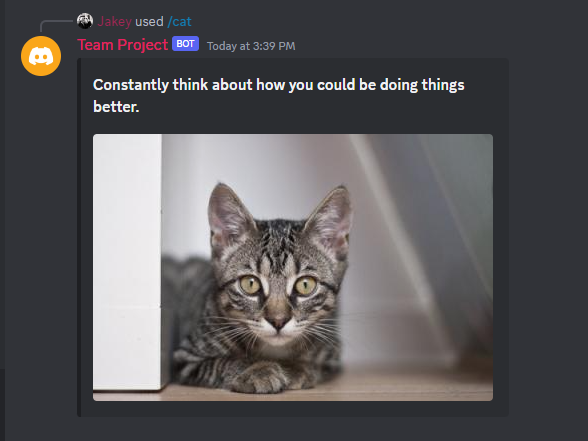 Jakey used /cat
Team Project BOT Today at 3:39 PM
Constantly think about how you could be doing things
better.